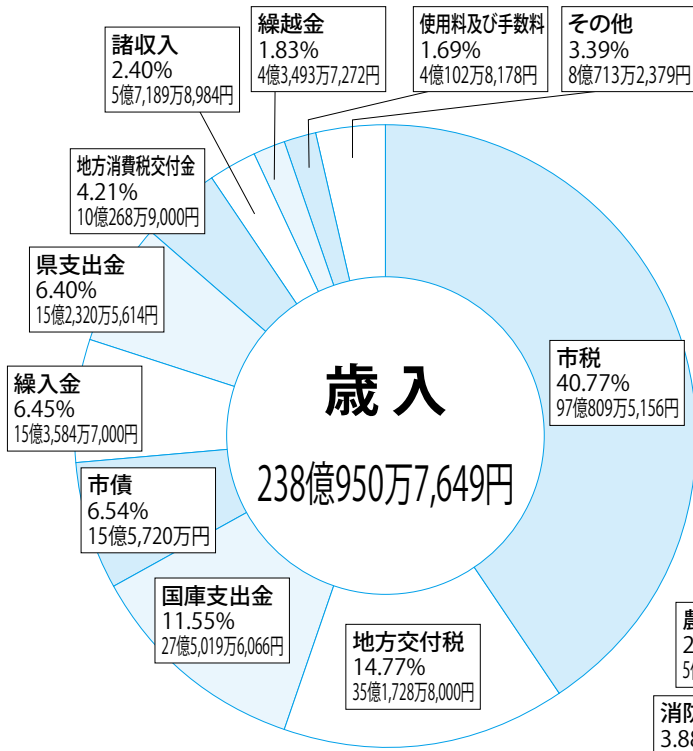 繰越金
1.83%
4億3,493万7,272円
使用料及び手数料
1.69%
4億102万8,178円
その他
3.39%
8億713万2,379円
諸収入
2.40%
5億7,189万8,984円
地方消費税交付金
4.21%
10億268万9,000円
県支出金
6.40%
15億2,320万5,614円
繰入金
6.45%
15億3,584万7,000円
市債
6.54%
15億5,720万円
国庫支出金
11.55%
27億5,019万6,066円
地方交付税
14.77%
35億1,728万8,000円
市税
40.77%
97億809万5,156円
歳入
238億950万7,649円
農
2
5億
消防
3.88